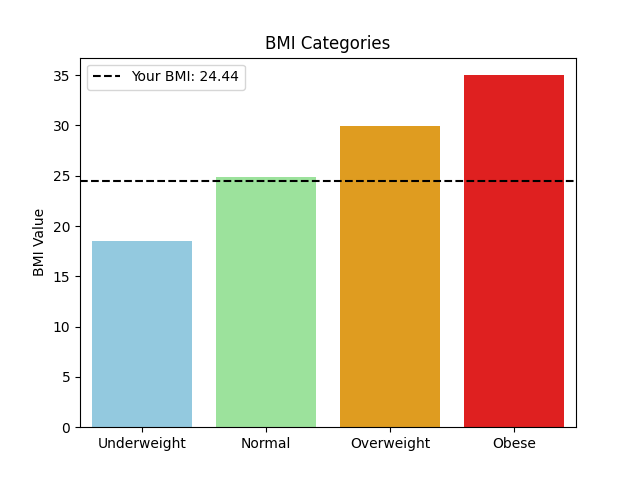 BMI Categories
Your BMI: 24.44
BMI Value
35
30
25
20
15
10
5
0
Underweight
Normal
Overweight
Obese